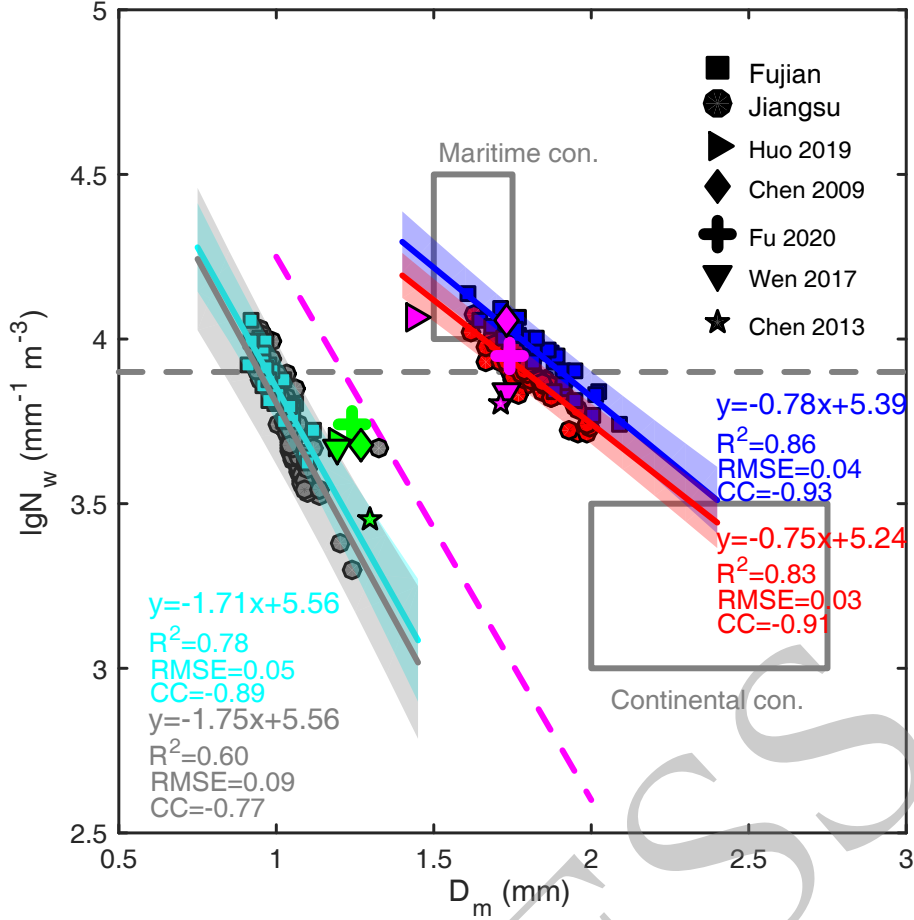 5
4.5
4
3.5
3
2.5
0.5
1
1.5
2
2.5
3
lgN_w (mm^-1 m^-3)
D_m (mm)
Fujian
Jiangsu
Huo 2019
Chen 2009
Fu 2020
Wen 2017
Chen 2013
Maritime con.
Continental con.
y=-0.78x+5.39
R^2=0.86
RMSE=0.04
CC=-0.93
y=-0.75x+5.24
R^2=0.83
RMSE=0.03
CC=-0.91
y=-1.71x+5.56
R^2=0.78
RMSE=0.05
CC=-0.89
y=-1.75x+5.56
R^2=0.60
RMSE=0.09
CC=-0.77
ESS